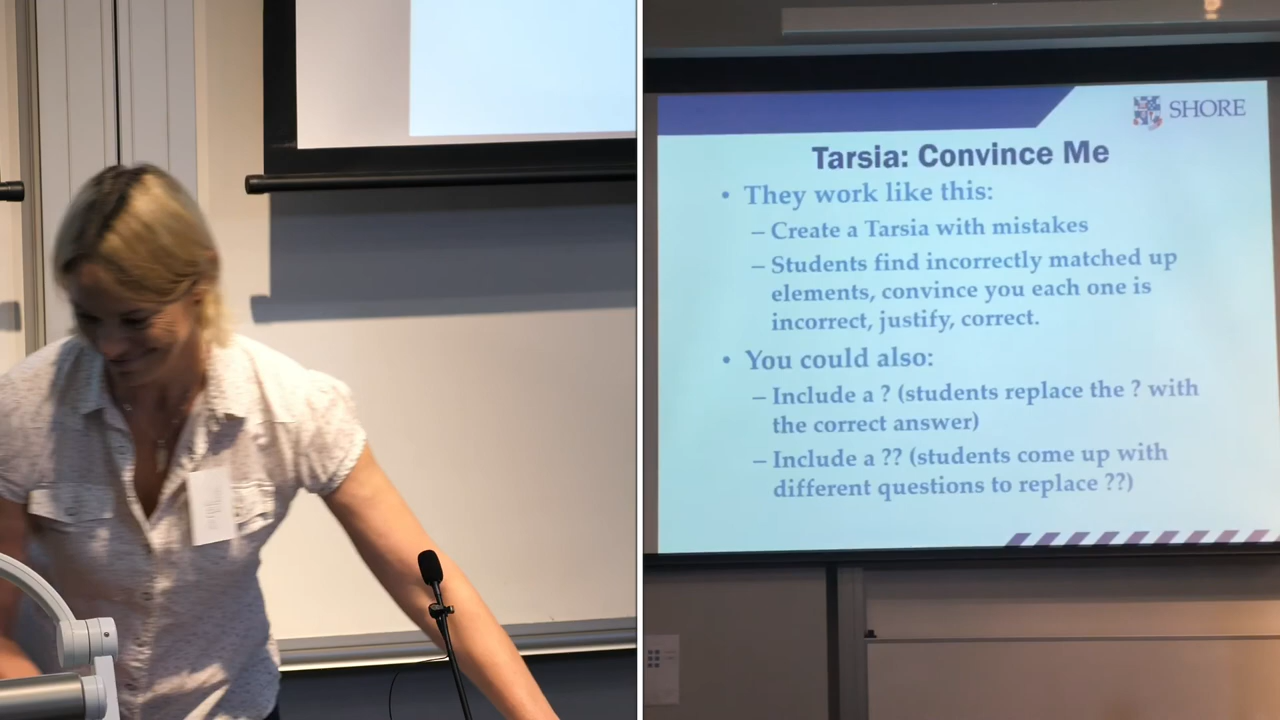 SHORE
Tarsia: Convince Me
• They work like this:
– Create a Tarsia with mistakes
– Students find incorrectly matched up
elements, convince you each one is
incorrect, justify, correct.
• You could also:
– Include a ? (students replace the ? with
the correct answer)
– Include a ?? (students come up with
different questions to replace ??)